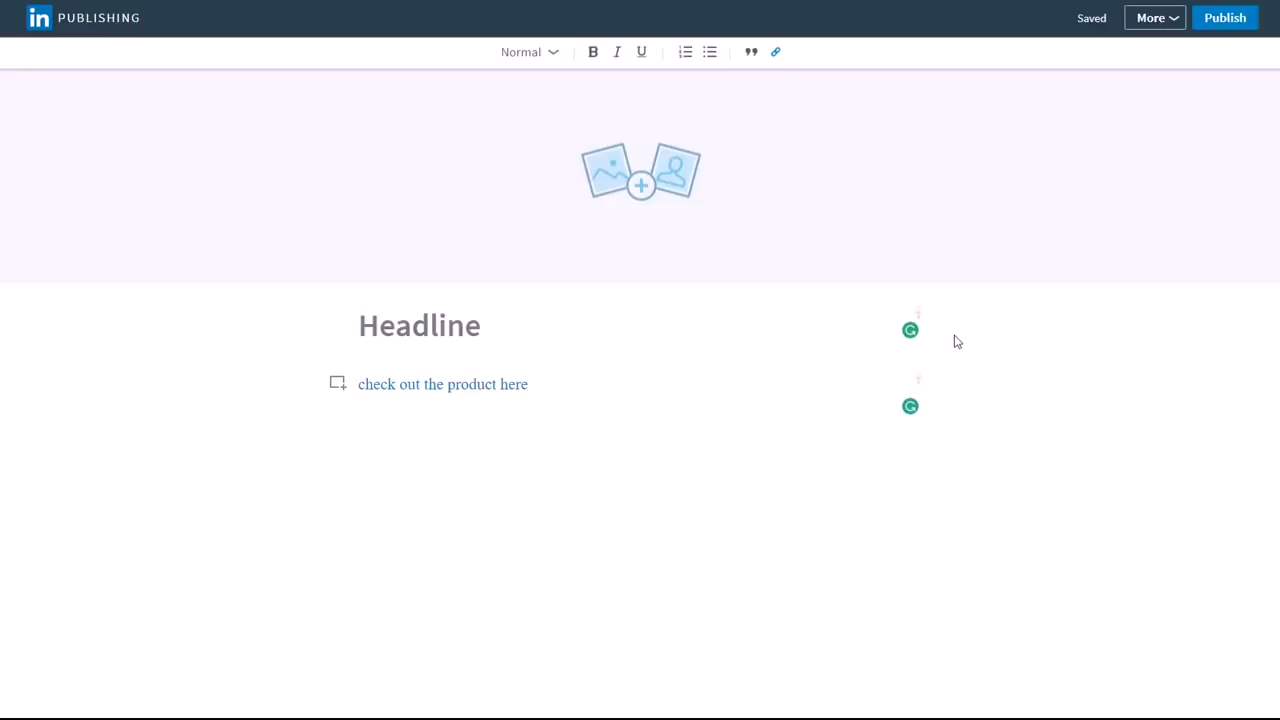 in PUBLISHING
Saved
More
Publish
Normal
B I U
Headline
check out the product here